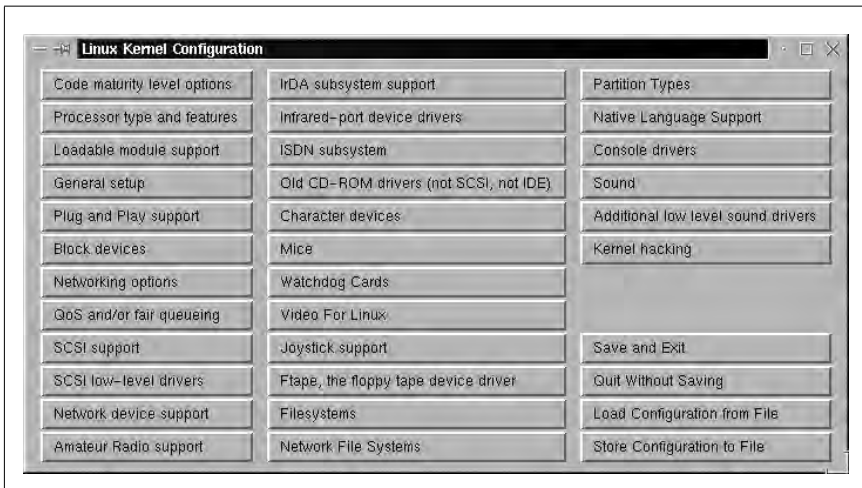 Linux Kernel Configuration
Code maturity level options
Processor type and features
Loadable module support
General setup
Plug and Play support
Block devices
Networking options
QoS and/or fair queueing
SCSI support
SCSI low-level drivers
Network device support
Amateur Radio support
IrDA subsystem support
Infrared-port device drivers
ISDN subsystem
Old CD-ROM drivers (not SCSI, not IDE)
Character devices
Mice
Watchdog Cards
Video For Linux
Joystick support
Ftape, the floppy tape device driver
Filesystems
Network File Systems
Partition Types
Native Language Support
Console drivers
Sound
Additional low level sound drivers
Kernel hacking
Save and Exit
Quit Without Saving
Load Configuration from File
Store Configuration to File